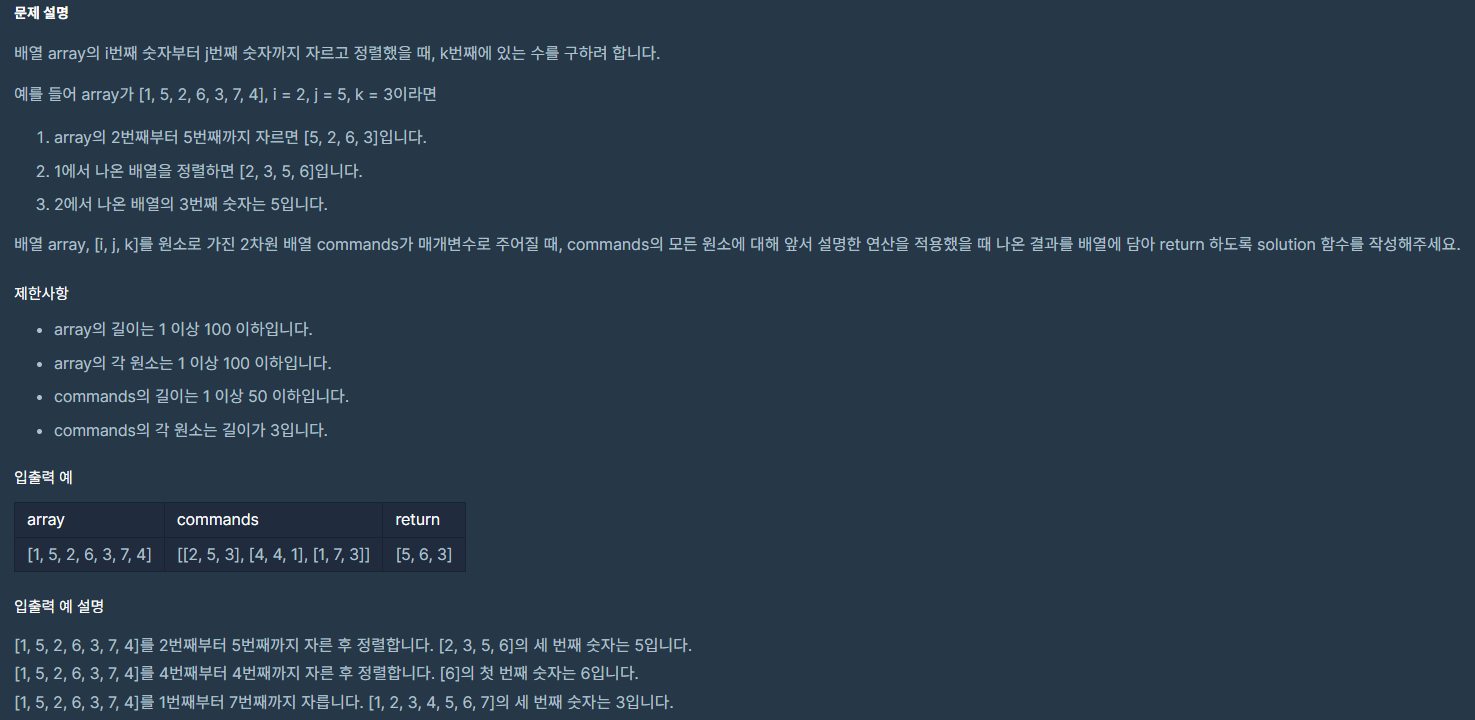 문제 설명
배열 array의 i번째 숫자부터 j번째 숫자까지 자르고 정렬했을 때, k번째에 있는 수를 구하려 합니다.
예를 들어 array가 [1, 5, 2, 6, 3, 7, 4], i = 2, j = 5, k = 3이라면
1. array의 2번째부터 5번째까지 자르면 [5, 2, 6, 3]입니다.
2. 1에서 나온 배열을 정렬하면 [2, 3, 5, 6]입니다.
3. 2에서 나온 배열의 3번째 숫자는 5입니다.
배열 array, [i, j, k]를 원소로 가진 2차원 배열 commands가 매개변수로 주어질 때, commands의 모든 원소에 대해 앞서 설명한 연산을 적용했을 때 나온 결과를 배열에 담아 return 하도록 solution 함수를 작성해주세요.
제한사항
• array의 길이는 1 이상 100 이하입니다.
• array의 각 원소는 1 이상 100 이하입니다.
• commands의 길이는 1 이상 50 이하입니다.
• commands의 각 원소는 길이가 3입니다.
입출력 예
array commands return
[1, 5, 2, 6, 3, 7, 4] [[2, 5, 3], [4, 4, 1], [1, 7, 3]] [5, 6, 3]
입출력 예 설명
[1, 5, 2, 6, 3, 7, 4]를 2번째부터 5번째까지 자른 후 정렬합니다. [2, 3, 5, 6]의 세 번째 숫자는 5입니다.
[1, 5, 2, 6, 3, 7, 4]를 4번째부터 4번째까지 자른 후 정렬합니다. [6]의 첫 번째 숫자는 6입니다.
[1, 5, 2, 6, 3, 7, 4]를 1번째부터 7번째까지 자릅니다. [1, 2, 3, 4, 5, 6, 7]의 세 번째 숫자는 3입니다.